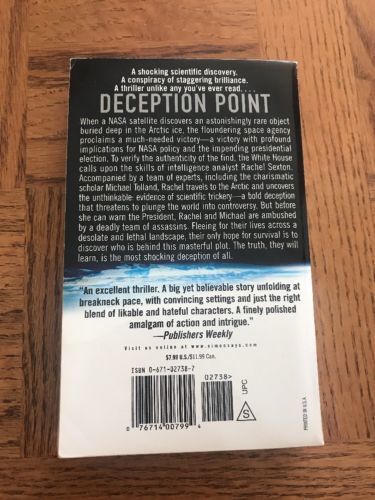 A shocking scientific discovery.
A conspiracy of staggering brilliance.
A thriller unlike any you've ever read. . . .
DECEPTION POINT
When a NASA satellite discovers an astonishingly rare object
buried deep in the Arctic ice, the floundering space agency
proclaims a much-needed victory—a victory with profound
implications for NASA policy and the impending presidential
election. To verify the authenticity of the find, the White House
calls upon the skills of intelligence analyst Rachel Sexton.
Accompanied by a team of experts, including the charismatic
scholar Michael Tolland, Rachel travels to the Arctic and uncovers
the unthinkable: evidence of scientific trickery—a bold deception
that threatens to plunge the world into controversy. But before
she can warn the President, Rachel and Michael are ambushed
by a deadly team of assassins. Fleeing for their lives across a
desolate and lethal landscape, their only hope for survival is to
discover who is behind this masterful plot. The truth, they will
learn, is the most shocking deception of all.
"An excellent thriller. A big yet believable story unfolding at
breakneck pace, with convincing settings and just the right
blend of likable and hateful characters. A finely polished
amalgam of action and intrigue."
—Publishers Weekly
Visit us online at www.simonsays.com
$7.99 U.S./$11.99 Can.
ISBN 0-671-02738-7
02738>
0 76714 00799 4
S
UPC
PRINTED IN U.S.A.